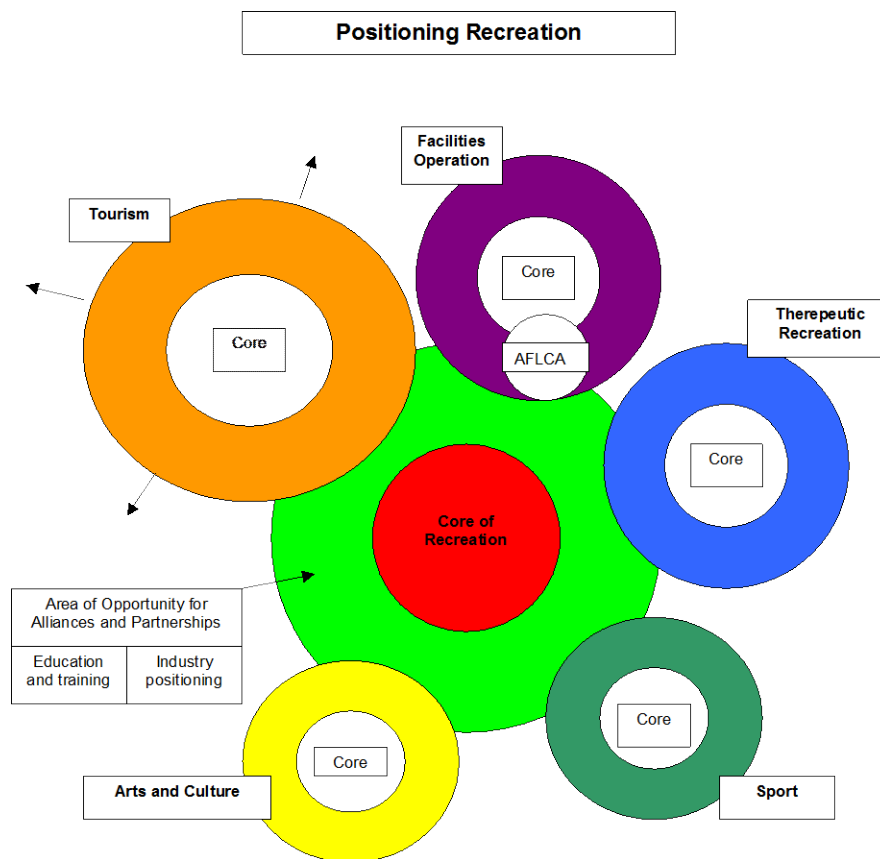 Positioning Recreation
Facilities
Operation
Tourism
Core
Therepeutic
Recreation
Core
AFLCA
Core
Core of
Recreation
Area of Opportunity for
Alliances and Partnerships
Education
and training
Industry
positioning
Core
Core
Arts and Culture
Sport